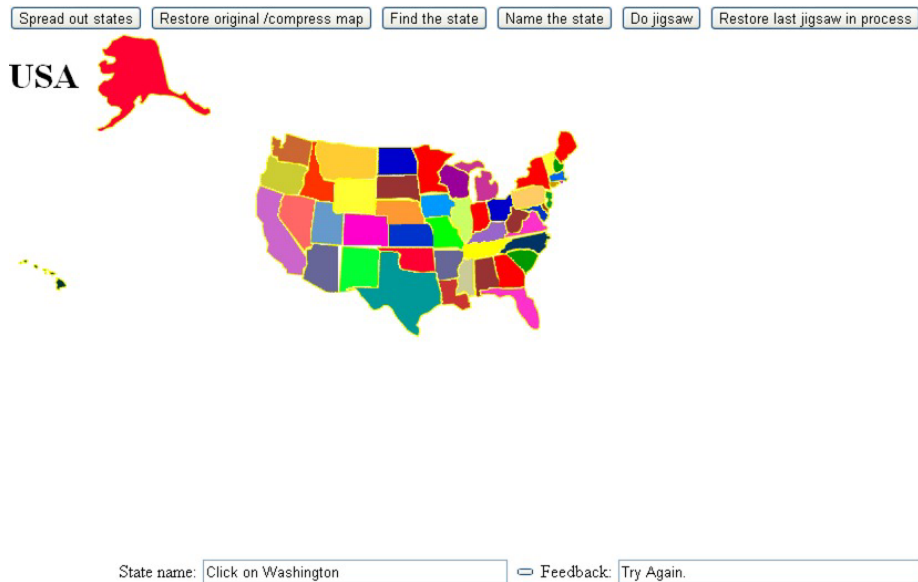 Spread out states Restore original /compress map Find the state Name the state Do jigsaw Restore last jigsaw in process
USA
State name: Click on Washington Feedback: Try Again.